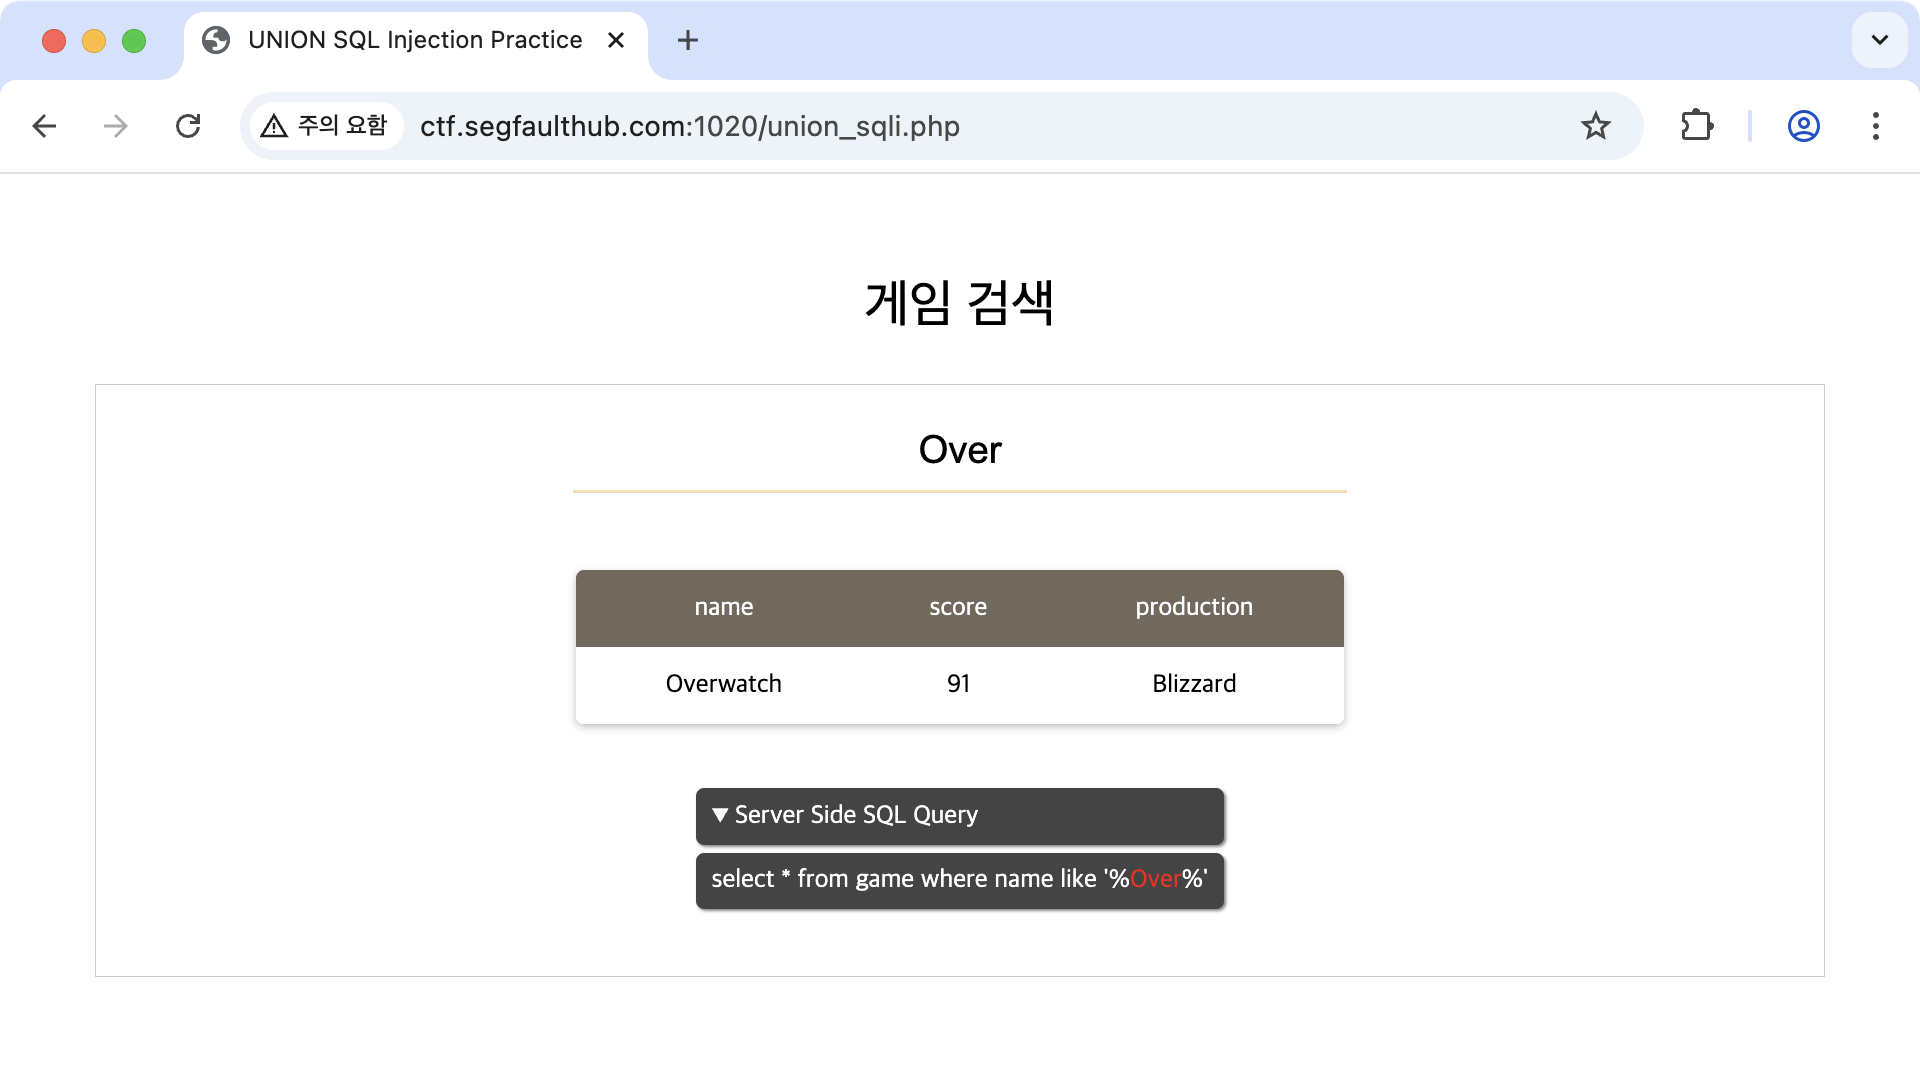 UNION SQL Injection Practice
주의 요함
ctf.segfaulthub.com:1020/union_sqli.php
게임 검색
Over
name score production
Overwatch 91 Blizzard
▼ Server Side SQL Query
select * from game where name like '%Over%'